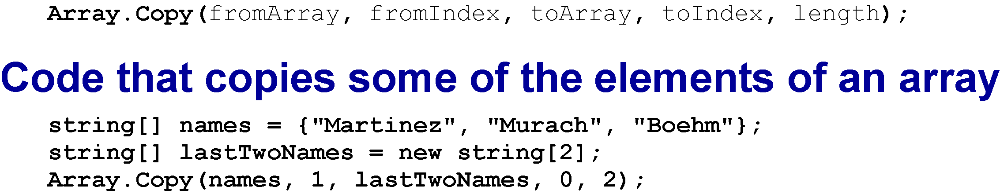 Array.Copy(fromArray, fromIndex, toArray, toIndex, length);
Code that copies some of the elements of an array
string[] names = {"Martinez", "Murach", "Boehm"};
string[] lastTwoNames = new string[2];
Array.Copy(names, 1, lastTwoNames, 0, 2);